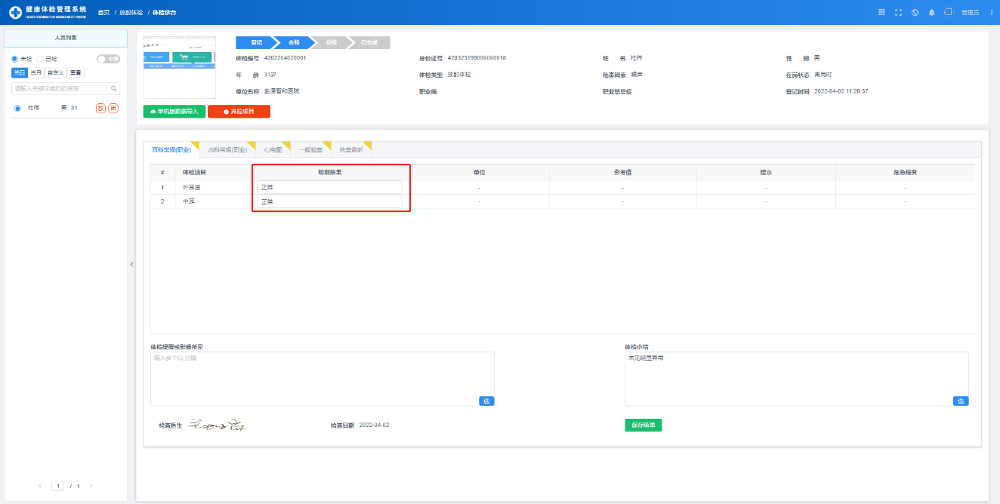 健康体检管理系统 首页 / 放射体检 / 体检诊台 管理员
HEALTH EXAMINATION MANAGEMENT SYSTEM
人员列表
未检 已检 非署
当日 当月 自定义 重置
请输入关键字或扫码查询
杜伟 男 31 放
1 / 1
登记 在检 总检 已完成
体检编号 4202204020001 身份证号 420323199006060018 姓 名 杜伟 性 别 男
年 龄 31岁 体检类型 放射体检 危害因素 噪声 在岗状态 离岗时
单位名称 盐津智和医院 职业病 职业禁忌症 登记时间 2022-04-02 11:20:37
单机版数据导入 弃检项目
耳科常规(职业) 内科常规(职业) 心电图 一般检查 纯音测听
# 体检项目 明细结果 单位 参考值 提示 危急程度
1 外耳道 正常 - - - -
2 中耳 正常 - - - -
体检提醒或影像所见 体检小结
输入多个以;分隔 未见明显异常
选 选
检查医生 检查日期 2022-04-02 保存结果